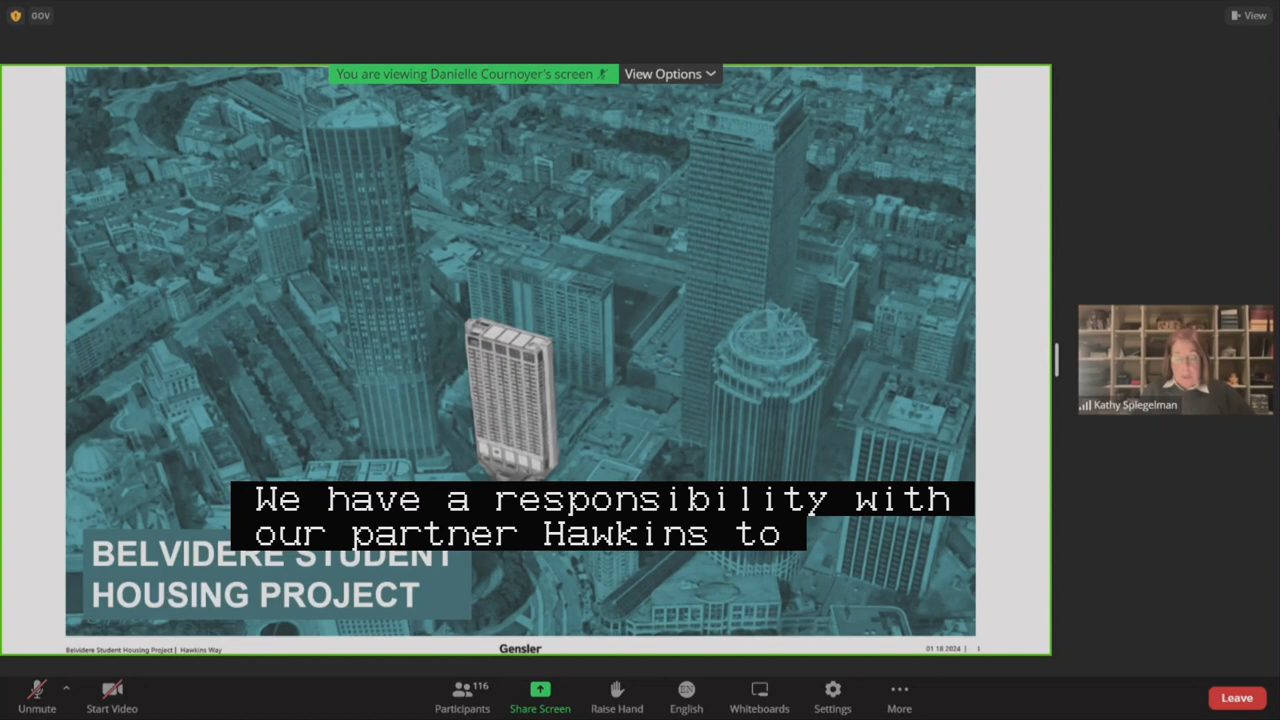 GOV
View
You are viewing Danielle Cournoyer's screen
View Options
Kathy Spiegelman
We have a responsibility with
our partner Hawkins to
BELVIDERE STUDENT
HOUSING PROJECT
Belvidere Student Housing Project | Hawkins Way
Gensler
01 18 2024 | 1
Unmute
Start Video
116
Participants
Share Screen
Raise Hand
EN
English
Whiteboards
Settings
More
Leave